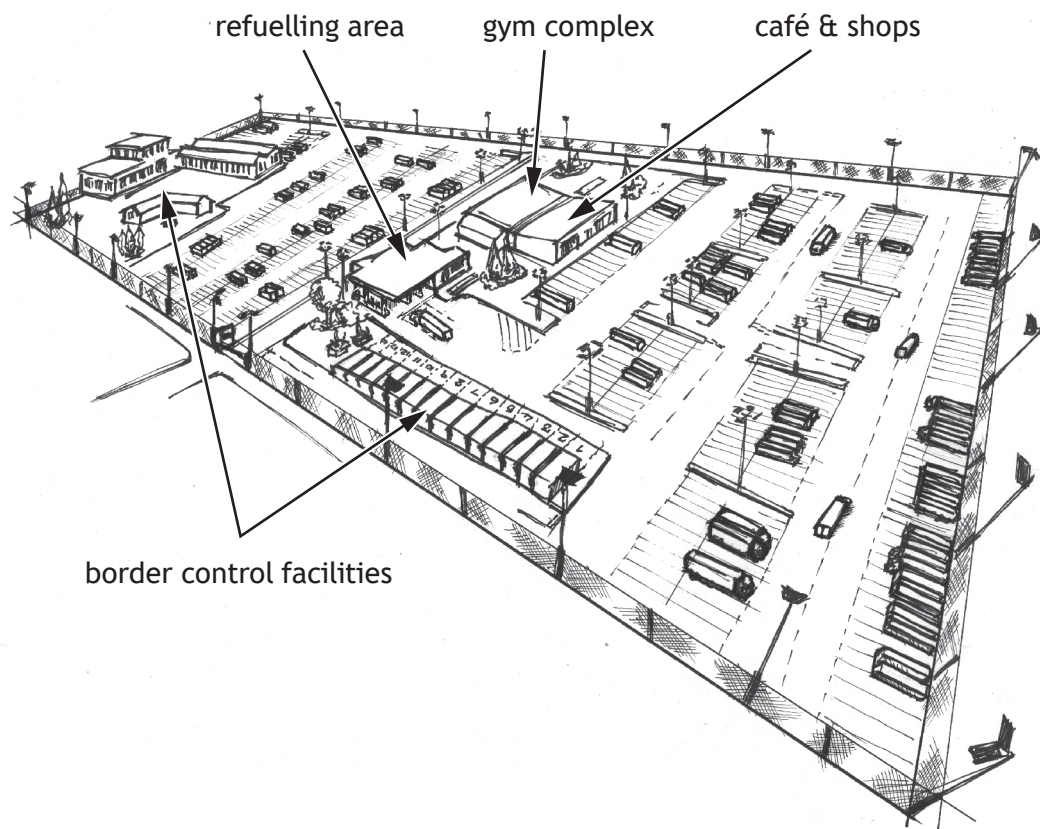 refuelling area
gym complex
café & shops
1 2 3 4 5 6 7 8 9 10 11
border control facilities